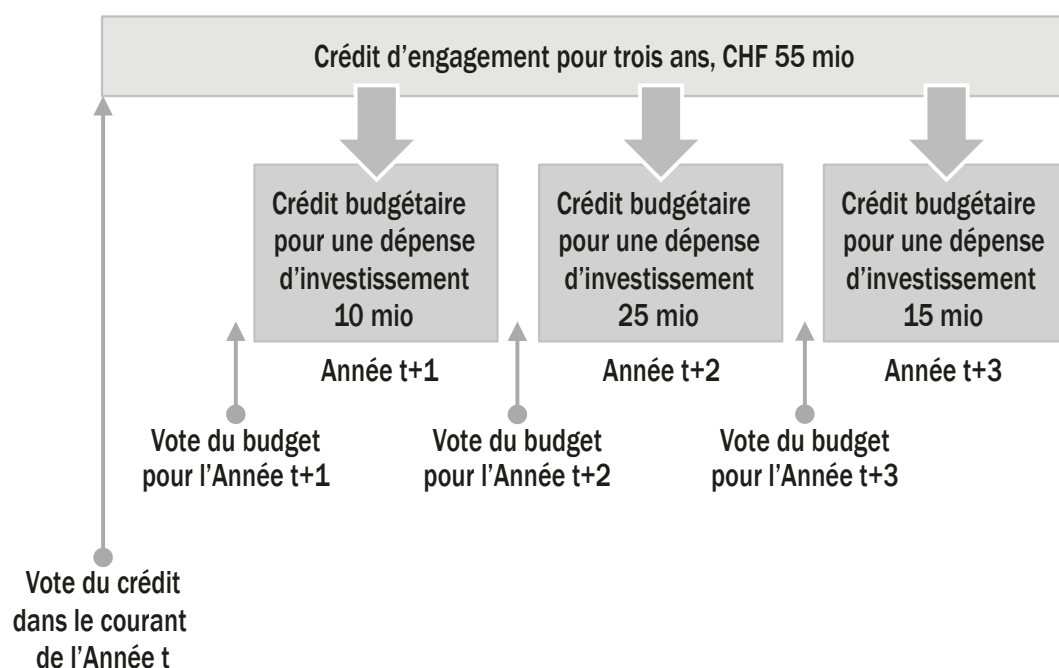 Crédit d’engagement pour trois ans, CHF 55 mio
Crédit budgétaire
pour une dépense
d’investissement
10 mio
Crédit budgétaire
pour une dépense
d’investissement
25 mio
Crédit budgétaire
pour une dépense
d’investissement
15 mio
Année t+1
Année t+2
Année t+3
Vote du budget
pour l’Année t+1
Vote du budget
pour l’Année t+2
Vote du budget
pour l’Année t+3
Vote du crédit
dans le courant
de l’Année t